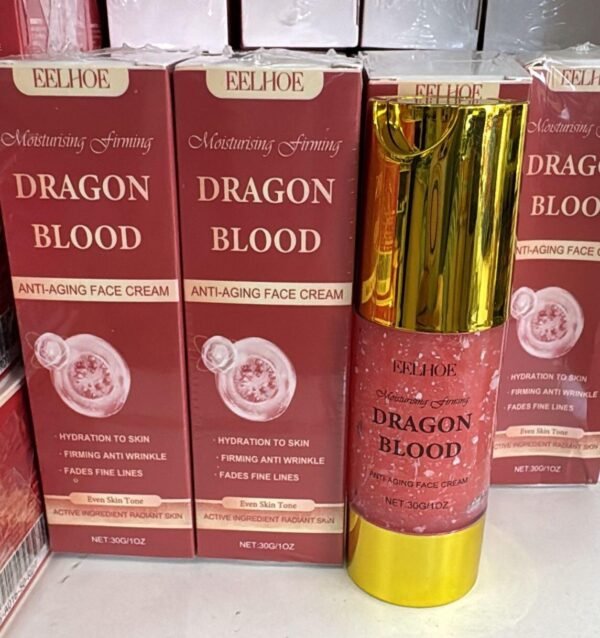 EELHOE
Moisturising Firming
DRAGON
BLOOD
ANTI-AGING FACE CREAM
· HYDRATION TO SKIN
· FIRMING ANTI WRINKLE
· FADES FINE LINES
Even Skin Tone
ACTIVE INGREDIENT RADIANT SKIN
NET:30G/1OZ
EELHOE
Moisturising Firming
DRAGON
BLOOD
ANTI-AGING FACE CREAM
· HYDRATION TO SKIN
· FIRMING ANTI WRINKLE
· FADES FINE LINES
Even Skin Tone
ACTIVE INGREDIENT RADIANT SKIN
NET:30G/1OZ
EELHOE
EELHOE
Moisturising Firming
DRAGON
BLOOD
ANTI-AGING FACE CREAM
NET:30G/1OZ
EELH
Moisturising
DRAG
BLOO
ANTI-AGING FACE
· HYDRATION TO SKIN
· FIRMING ANTI WRINKLE
· FADES FINE LINES
Even Skin Tone
ACTIVE INGREDIENT RADIANT SKIN
NET:30G/1OZ